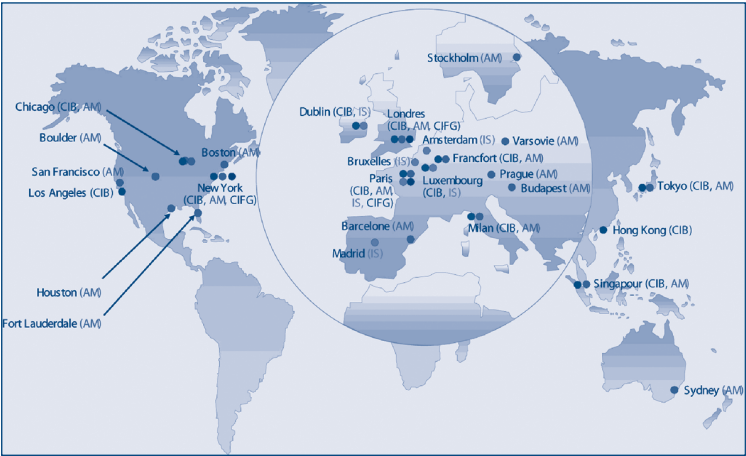 Stockholm (AM)
Chicago (CIB, AM)
Boulder (AM)
Boston (AM)
San Francisco (AM)
Los Angeles (CIB)
New York
(CIB, AM, CIFG)
Houston (AM)
Fort Lauderdale (AM)
Dublin (CIB, IS)
Londres
(CIB, AM, CIFG)
Amsterdam (IS)
Varsovie (AM)
Bruxelles (IS)
Francfort (CIB, AM)
Paris
(CIB, AM,
IS, CIFG)
Luxembourg
(CIB, IS)
Prague (AM)
Budapest (AM)
Barcelone (AM)
Madrid (IS)
Milan (CIB, AM)
Tokyo (CIB, AM)
Hong Kong (CIB)
Singapour (CIB, AM)
Sydney (AM)